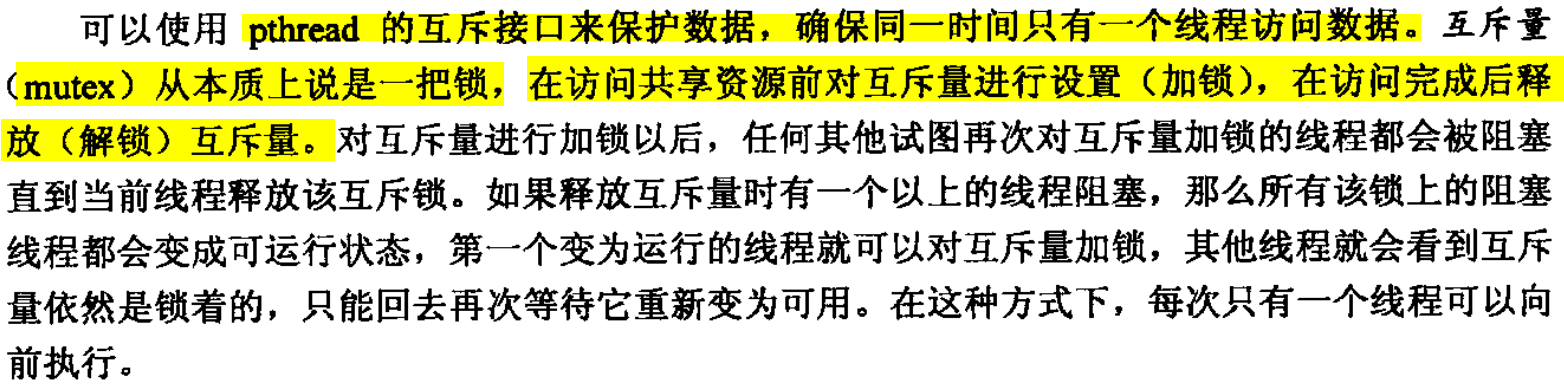 可以使用 pthread 的互斥接口来保护数据，确保同一时间只有一个线程访问数据。互斥量
（mutex）从本质上说是一把锁，在访问共享资源前对互斥量进行设置（加锁），在访问完成后释
放（解锁）互斥量。对互斥量进行加锁以后，任何其他试图再次对互斥量加锁的线程都会被阻塞
直到当前线程释放该互斥锁。如果释放互斥量时有一个以上的线程阻塞，那么所有该锁上的阻塞
线程都会变成可运行状态，第一个变为运行的线程就可以对互斥量加锁，其他线程就会看到互斥
量依然是锁着的，只能回去再次等待它重新变为可用。在这种方式下，每次只有一个线程可以向
前执行。